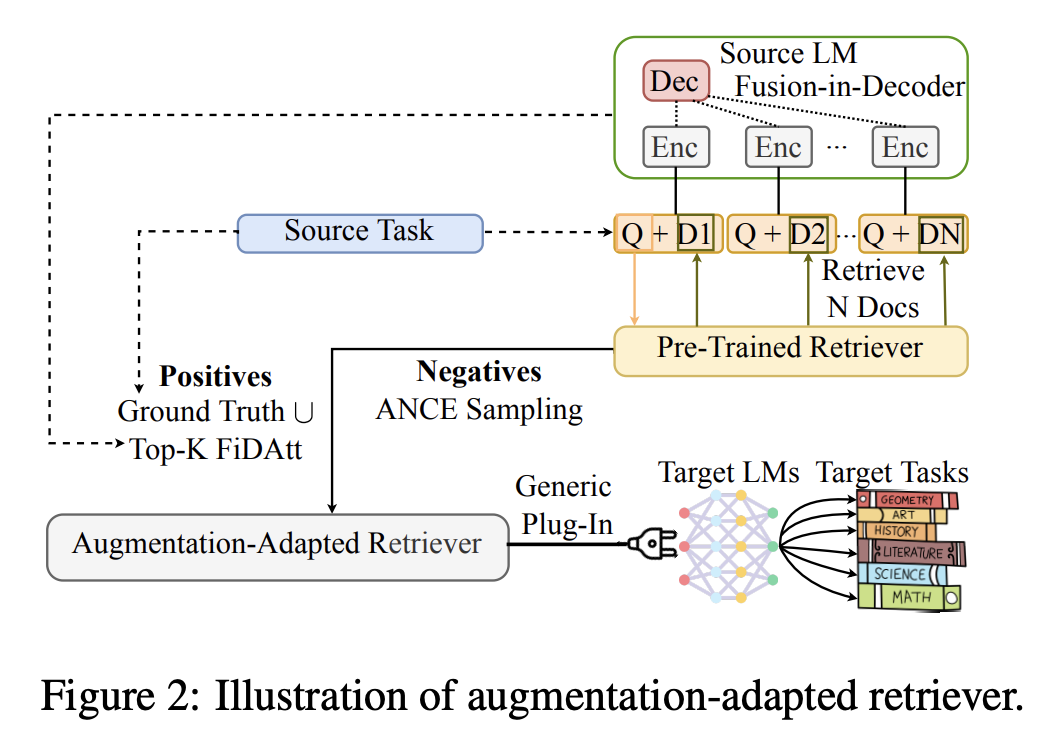 Source LM
Fusion-in-Decoder
Dec
Enc
Enc
...
Enc
Source Task
Q + D1
Q + D2
...
Q + DN
Retrieve
N Docs
Pre-Trained Retriever
Positives
Ground Truth ∪
Top-K FiDAtt
Negatives
ANCE Sampling
Augmentation-Adapted Retriever
Generic
Plug-In
Target LMs
Target Tasks
GEOMETRY
ART
HISTORY
LITERATURE
SCIENCE
MATH
Figure 2: Illustration of augmentation-adapted retriever.